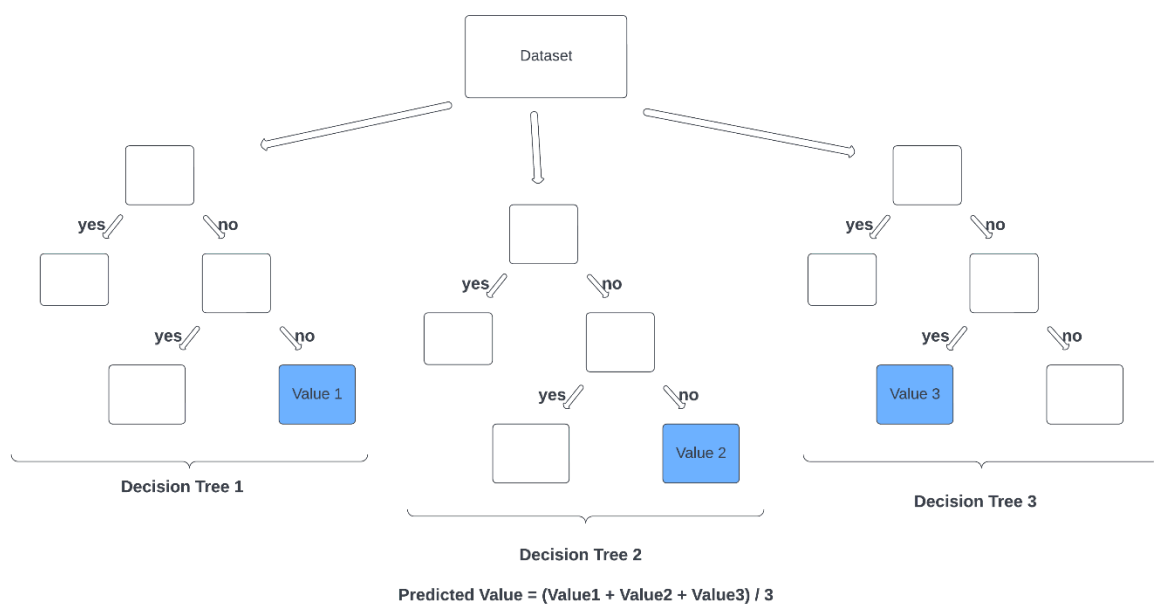 Dataset
yes
no
yes
no
Value 1
Decision Tree 1
yes
no
yes
no
Value 2
Decision Tree 2
yes
no
yes
no
Value 3
Decision Tree 3
Predicted Value = (Value1 + Value2 + Value3) / 3